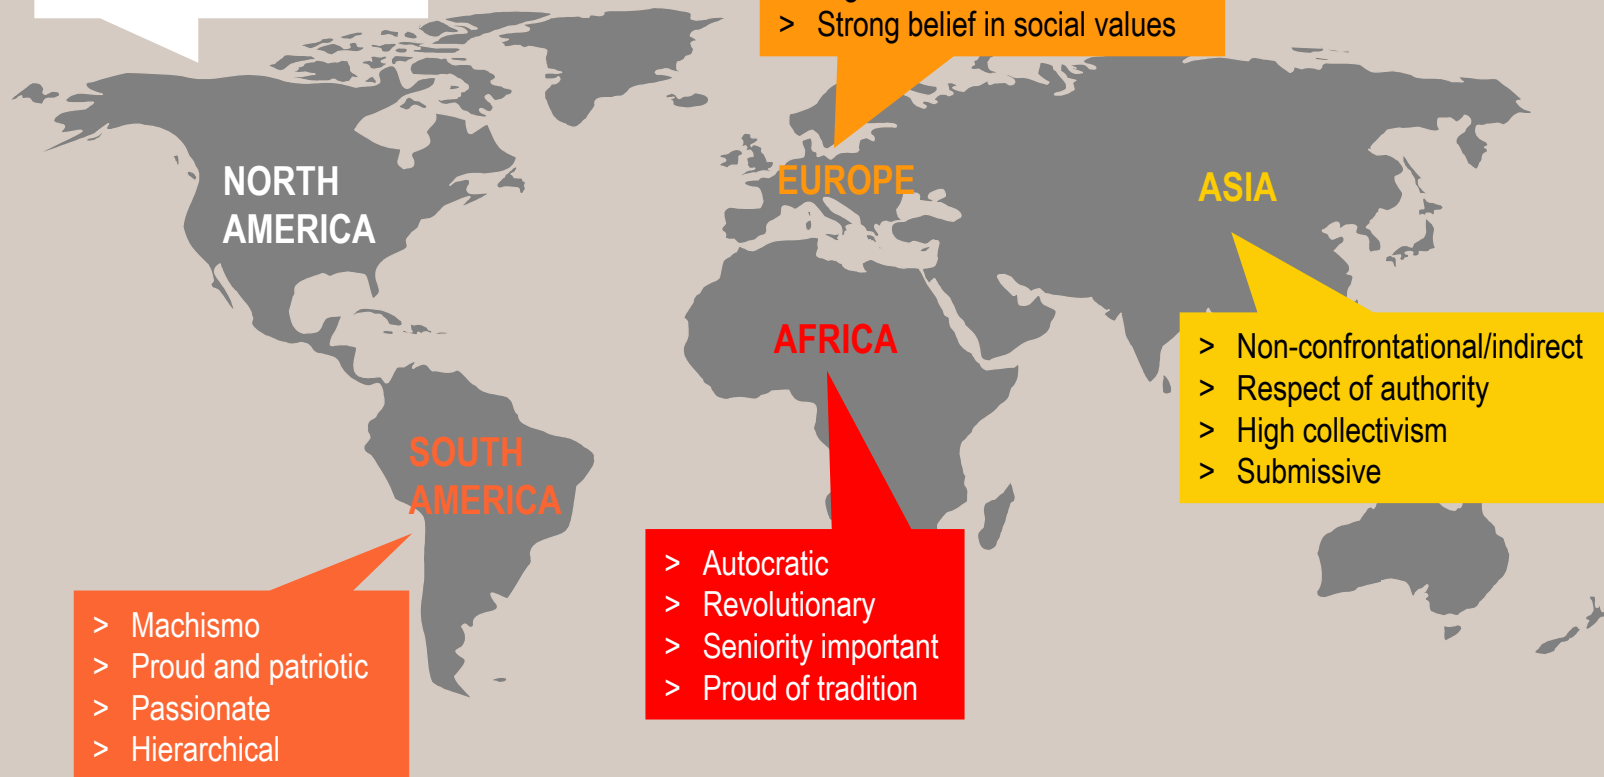 > Strong belief in social values
NORTH
AMERICA
EUROPE
ASIA
AFRICA
> Non-confrontational/indirect
> Respect of authority
> High collectivism
> Submissive
SOUTH
AMERICA
> Autocratic
> Revolutionary
> Seniority important
> Proud of tradition
> Machismo
> Proud and patriotic
> Passionate
> Hierarchical